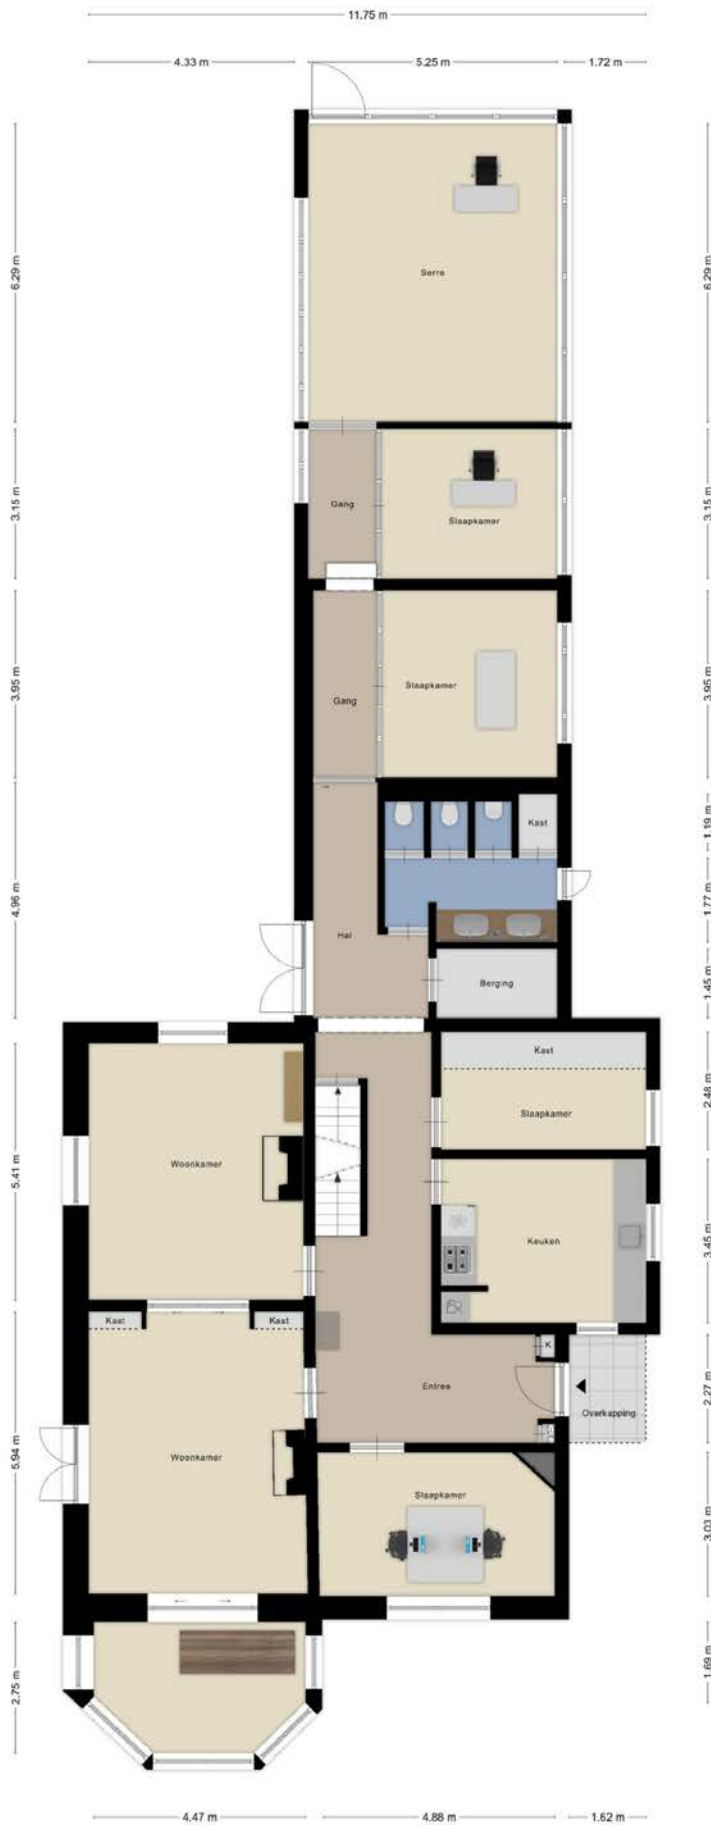 11.75 m
4.33 m
5.25 m
1.72 m
6.29 m
6.29 m
Serre
3.15 m
3.15 m
Gang
Slaapkamer
3.95 m
3.95 m
Gang
Slaapkamer
4.96 m
1.19 m
Kast
1.77 m
Hal
1.45 m
Berging
Kast
2.48 m
Slaapkamer
5.41 m
Woonkamer
3.45 m
Keuken
Kast
Kast
K
2.27 m
Entree
Overkapping
5.94 m
Woonkamer
Slaapkamer
3.03 m
2.75 m
1.69 m
4.47 m
4.88 m
1.62 m